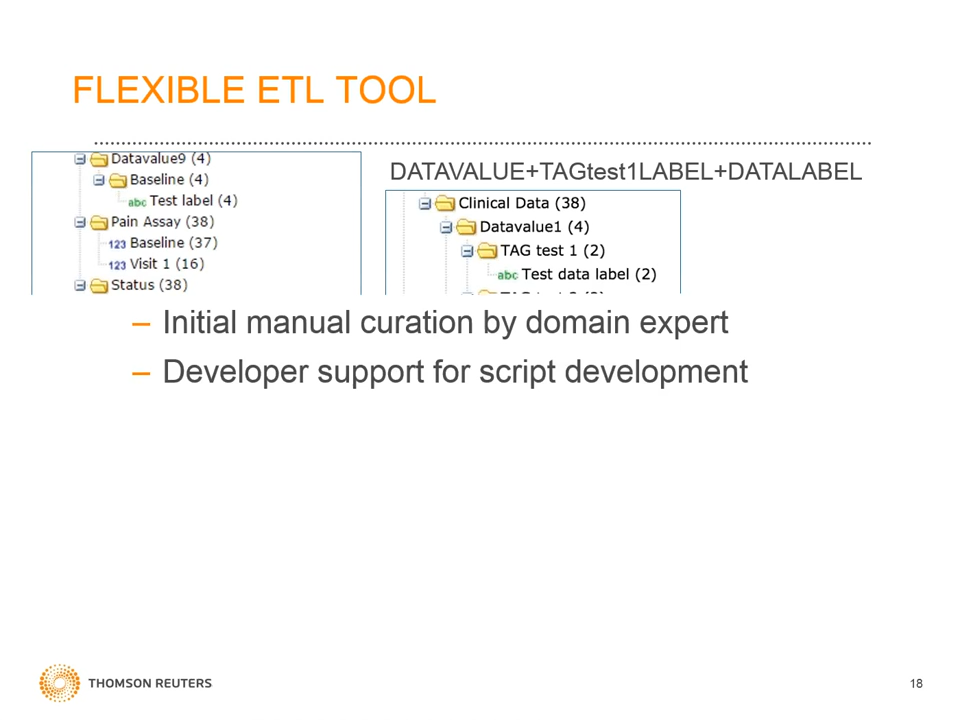 FLEXIBLE ETL TOOL
Datavalue9 (4)
Baseline (4)
abc Test label (4)
Pain Assay (38)
123 Baseline (37)
123 Visit 1 (16)
Status (38)
DATAVALUE+TAGtest1LABEL+DATALABEL
Clinical Data (38)
Datavalue1 (4)
TAG test 1 (2)
abc Test data label (2)
– Initial manual curation by domain expert
– Developer support for script development
THOMSON REUTERS
18